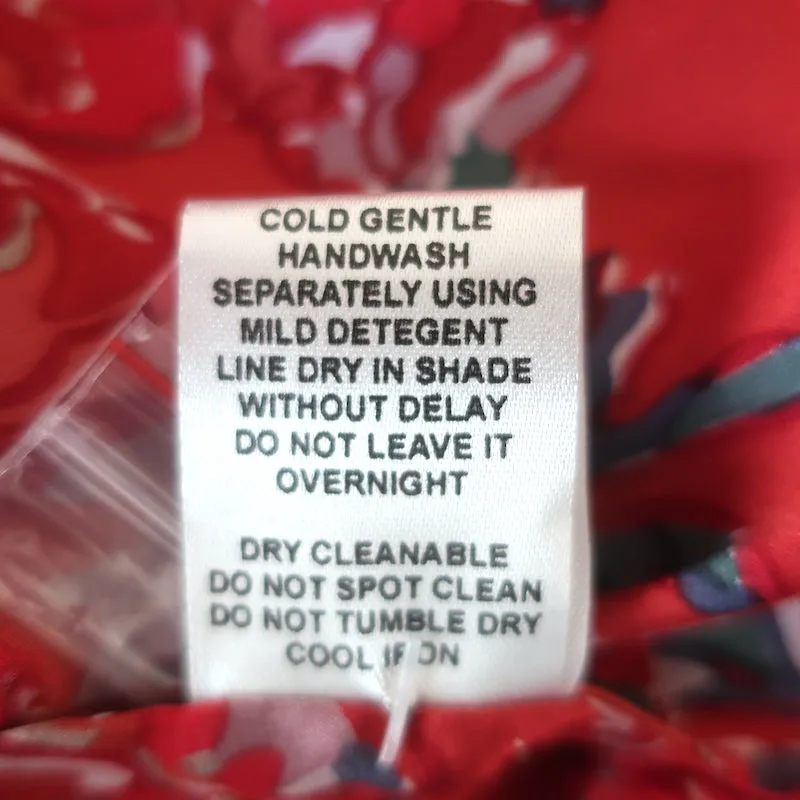 COLD GENTLE
HANDWASH
SEPARATELY USING
MILD DETEGENT
LINE DRY IN SHADE
WITHOUT DELAY
DO NOT LEAVE IT
OVERNIGHT
DRY CLEANABLE
DO NOT SPOT CLEAN
DO NOT TUMBLE DRY
COOL IRON